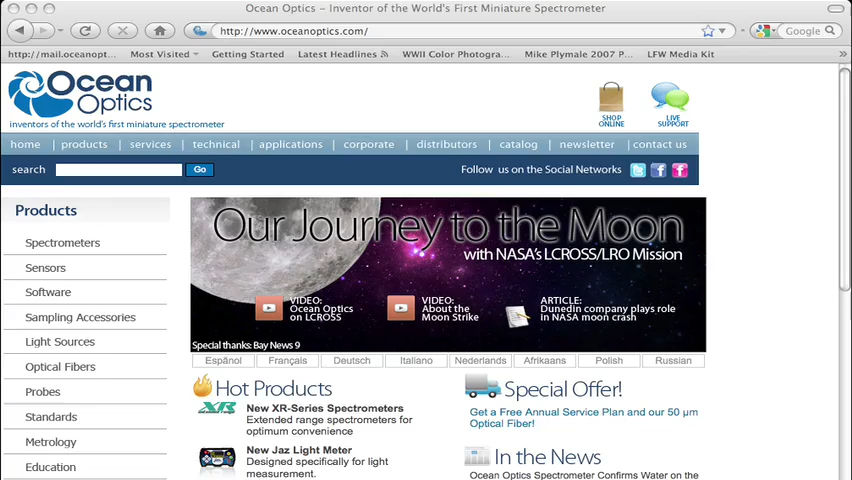 Ocean Optics – Inventor of the World's First Miniature Spectrometer
http://www.oceanoptics.com/
Google
http://mail.oceanopt... Most Visited Getting Started Latest Headlines WWII Color Photogra... Mike Plymale 2007 P... LFW Media Kit
Ocean
Optics
inventors of the world's first miniature spectrometer
SHOP
ONLINE
LIVE
SUPPORT
home | products | services | technical | applications | corporate | distributors | catalog | newsletter | contact us
search Go Follow us on the Social Networks
Products
Spectrometers
Sensors
Software
Sampling Accessories
Light Sources
Optical Fibers
Probes
Standards
Metrology
Education
Our Journey to the Moon
with NASA's LCROSS/LRO Mission
VIDEO:
Ocean Optics
on LCROSS
VIDEO:
About the
Moon Strike
ARTICLE:
Dunedin company plays role
in NASA moon crash
Special thanks: Bay News 9
Español Français Deutsch Italiano Nederlands Afrikaans Polish Russian
Hot Products
XR
New XR-Series Spectrometers
Extended range spectrometers for
optimum convenience
New Jaz Light Meter
Designed specifically for light
measurement.
Special Offer!
Get a Free Annual Service Plan and our 50 µm
Optical Fiber!
In the News
Ocean Optics Spectrometer Confirms Water on the